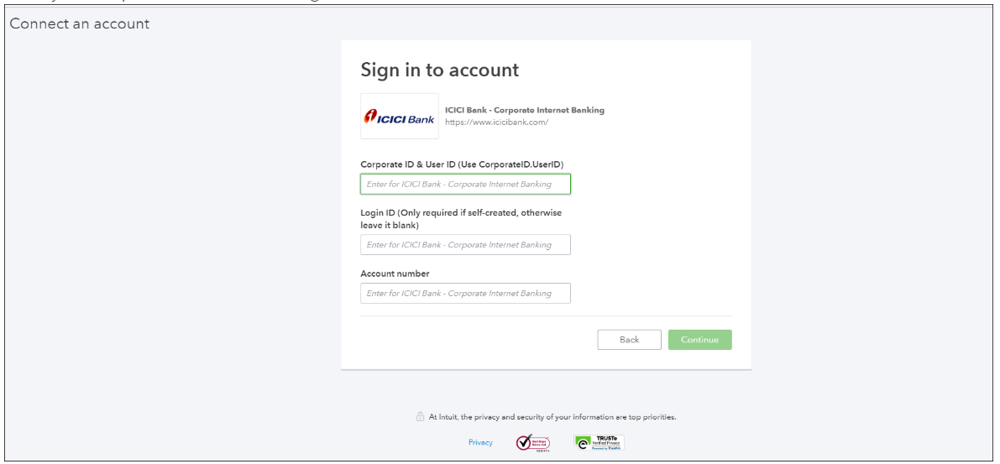 Connect an account
Sign in to account
ICICI Bank
ICICI Bank - Corporate Internet Banking
https://www.icicibank.com/
Corporate ID & User ID (Use CorporateID.UserID)
Enter for ICICI Bank - Corporate Internet Banking
Login ID (Only required if self-created, otherwise
leave it blank)
Enter for ICICI Bank - Corporate Internet Banking
Account number
Enter for ICICI Bank - Corporate Internet Banking
Back
Continue
At Intuit, the privacy and security of your information are top priorities.
Privacy
TRUSTe
Verified Privacy
Powered by TrustArc